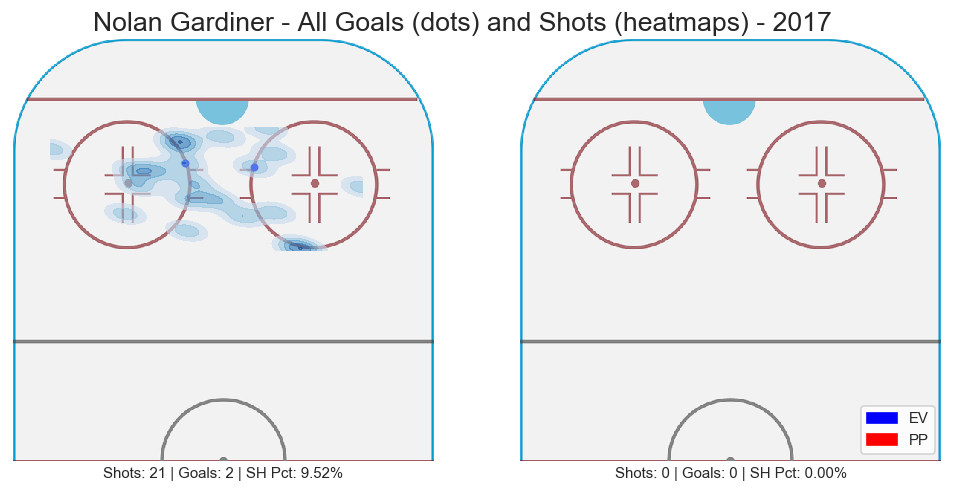 Nolan Gardiner - All Goals (dots) and Shots (heatmaps) - 2017
EV
PP
Shots: 21 | Goals: 2 | SH Pct: 9.52%
Shots: 0 | Goals: 0 | SH Pct: 0.00%